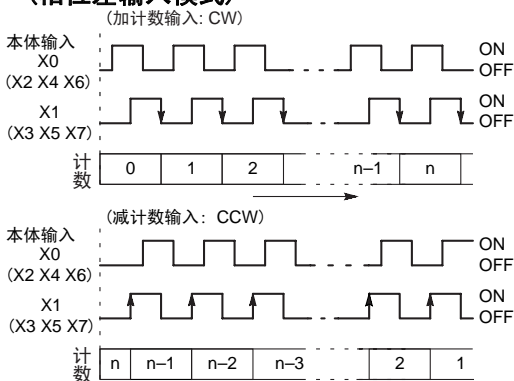 (相位差输入模式)
(加计数输入: CW)
本体输入
X0
(X2 X4 X6)
ON
OFF
X1
(X3 X5 X7)
ON
OFF
计数 0 1 2 n–1 n
(减计数输入: CCW)
本体输入
X0
(X2 X4 X6)
ON
OFF
X1
(X3 X5 X7)
ON
OFF
计数 n n–1 n–2 n–3 2 1